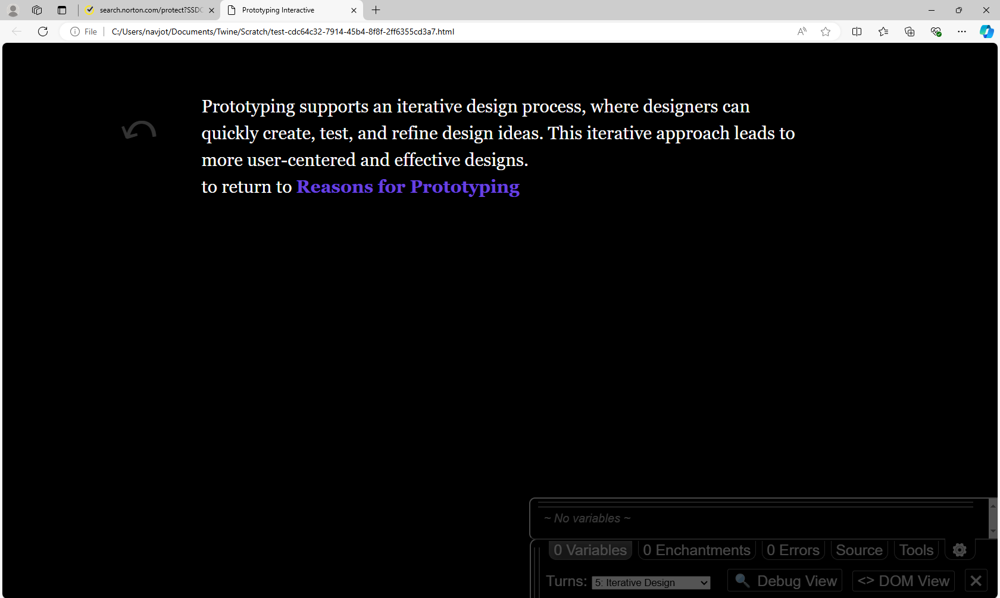 search.norton.com/protect?SSDC
Prototyping Interactive
File
C:/Users/navjot/Documents/Twine/Scratch/test-cdc64c32-7914-45b4-8f8f-2ff6355cd3a7.html
Prototyping supports an iterative design process, where designers can
quickly create, test, and refine design ideas. This iterative approach leads to
more user-centered and effective designs.
to return to Reasons for Prototyping
~ No variables ~
0 Variables 0 Enchantments 0 Errors Source Tools
Turns: 5: Iterative Design Debug View <> DOM View